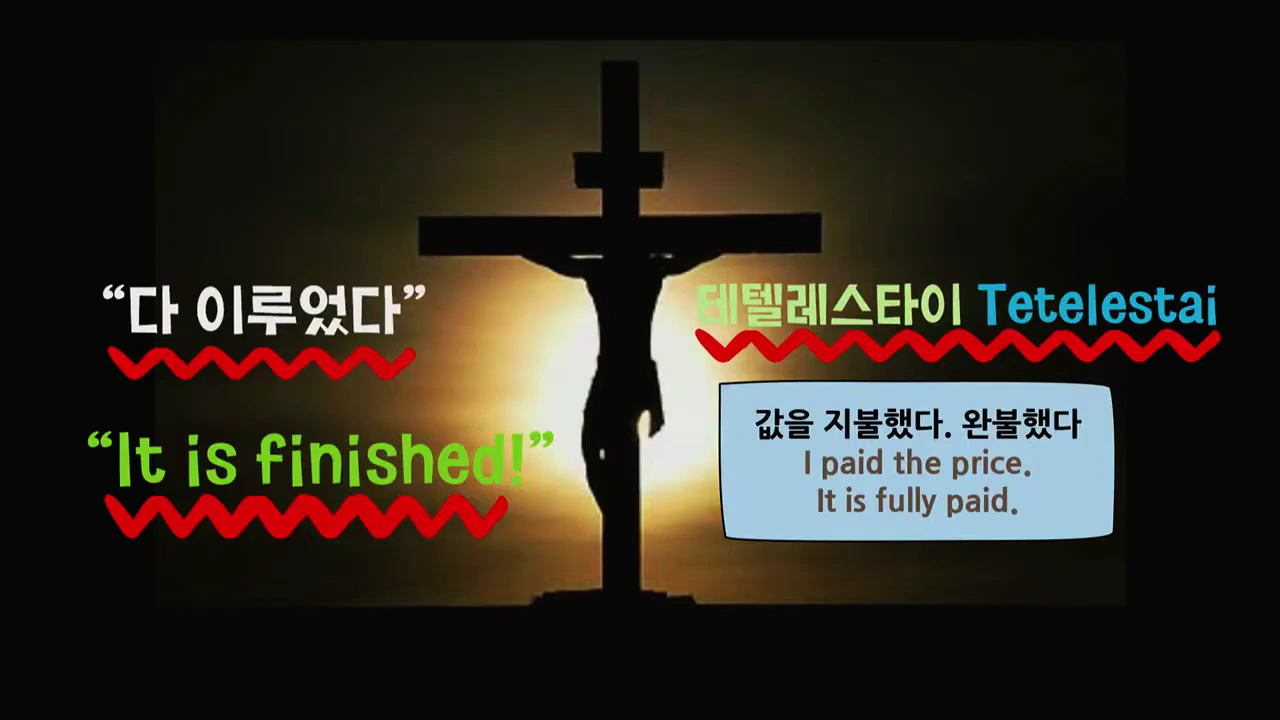 “다 이루었다”
“It is finished!”
테텔레스타이 Tetelestai
값을 지불했다. 완불했다
I paid the price.
It is fully paid.